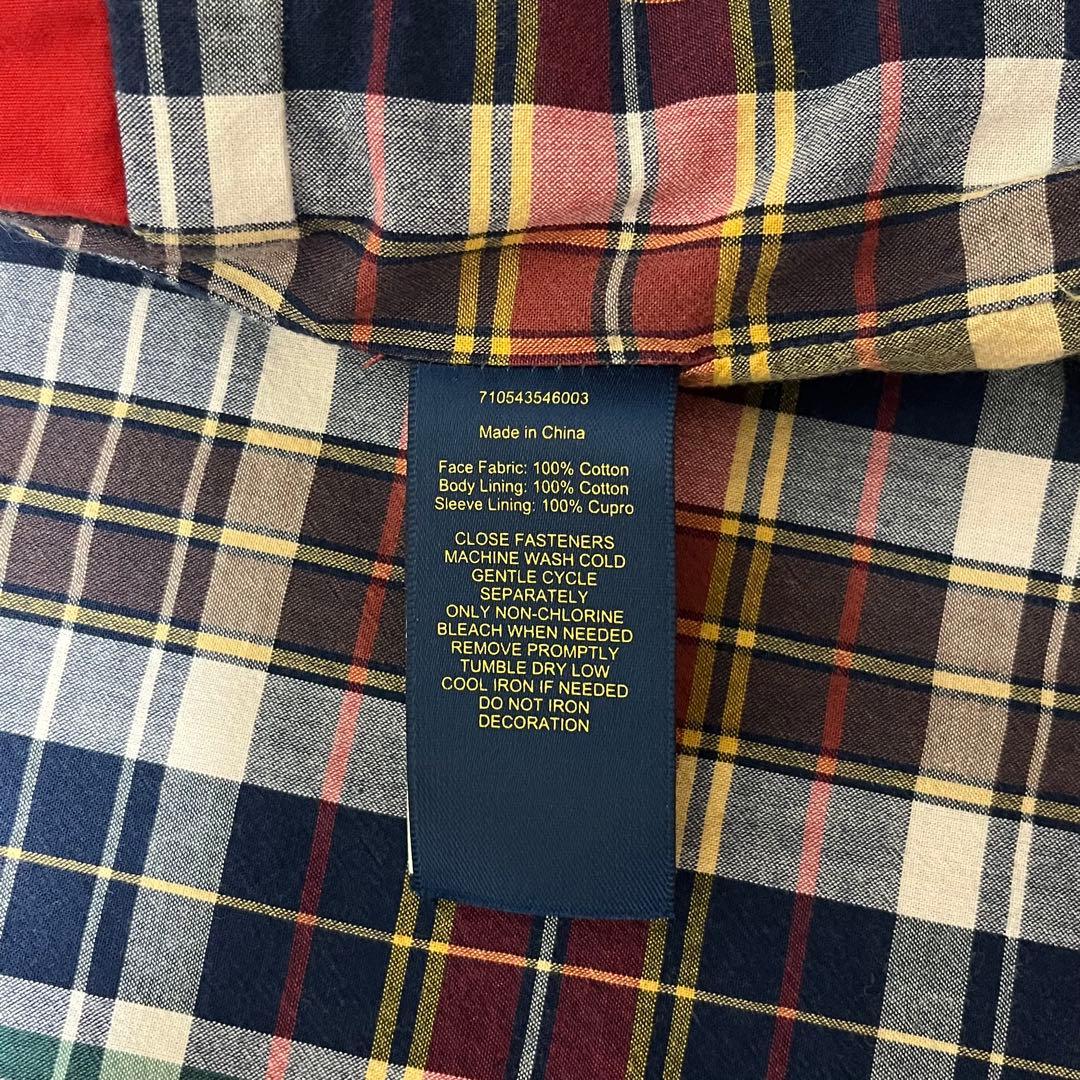 710543546003
Made in China
Face Fabric: 100% Cotton
Body Lining: 100% Cotton
Sleeve Lining: 100% Cupro
CLOSE FASTENERS
MACHINE WASH COLD
GENTLE CYCLE
SEPARATELY
ONLY NON-CHLORINE
BLEACH WHEN NEEDED
REMOVE PROMPTLY
TUMBLE DRY LOW
COOL IRON IF NEEDED
DO NOT IRON
DECORATION